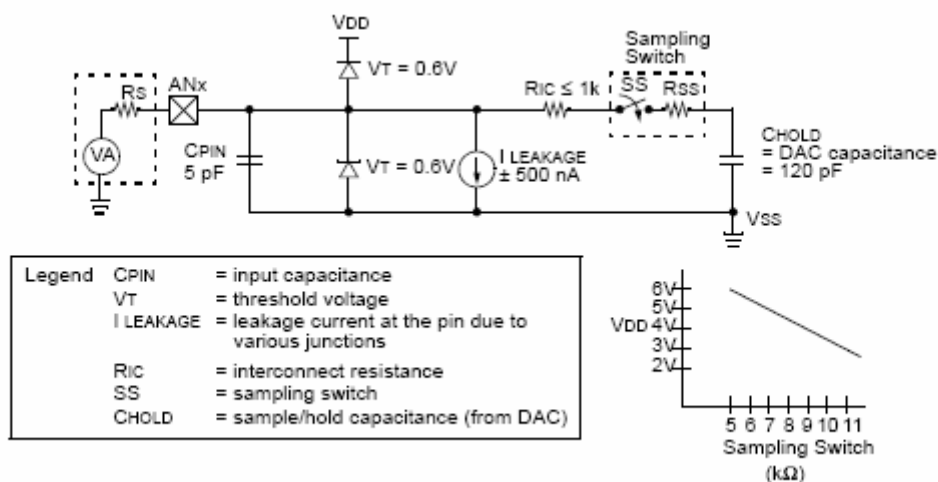 VDD
Sampling
Switch
VT = 0.6V
RS
ANx
RIC ≤ 1k
SS
RSS
CHOLD
= DAC capacitance
= 120 pF
VA
CPIN
5 pF
VT = 0.6V
I LEAKAGE
± 500 nA
VSS
Legend CPIN = input capacitance
VT = threshold voltage
I LEAKAGE = leakage current at the pin due to
various junctions
RIC = interconnect resistance
SS = sampling switch
CHOLD = sample/hold capacitance (from DAC)
6V
5V
VDD 4V
3V
2V
5 6 7 8 9 10 11
Sampling Switch
(kΩ)